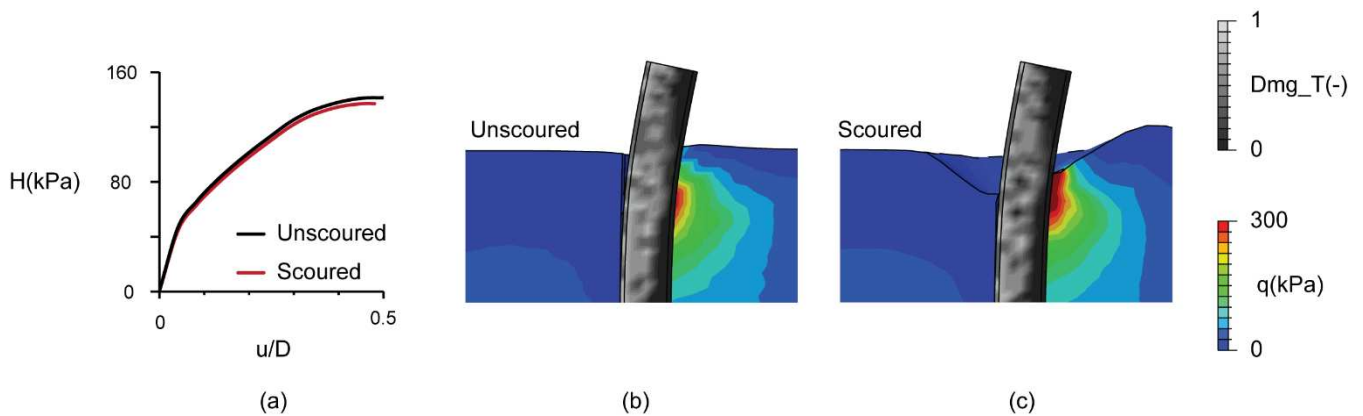 160
H(kPa)
80
0
0
0.5
u/D
Unscoured
Scoured
(a)
Unscoured
(b)
Scoured
(c)
1
Dmg_T(-)
0
300
q(kPa)
0